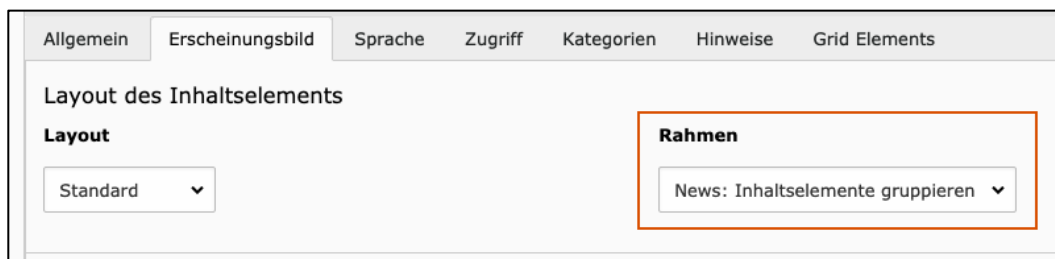 Allgemein Erscheinungsbild Sprache Zugriff Kategorien Hinweise Grid Elements
Layout des Inhaltselements
Layout Rahmen
Standard News: Inhaltselemente gruppieren